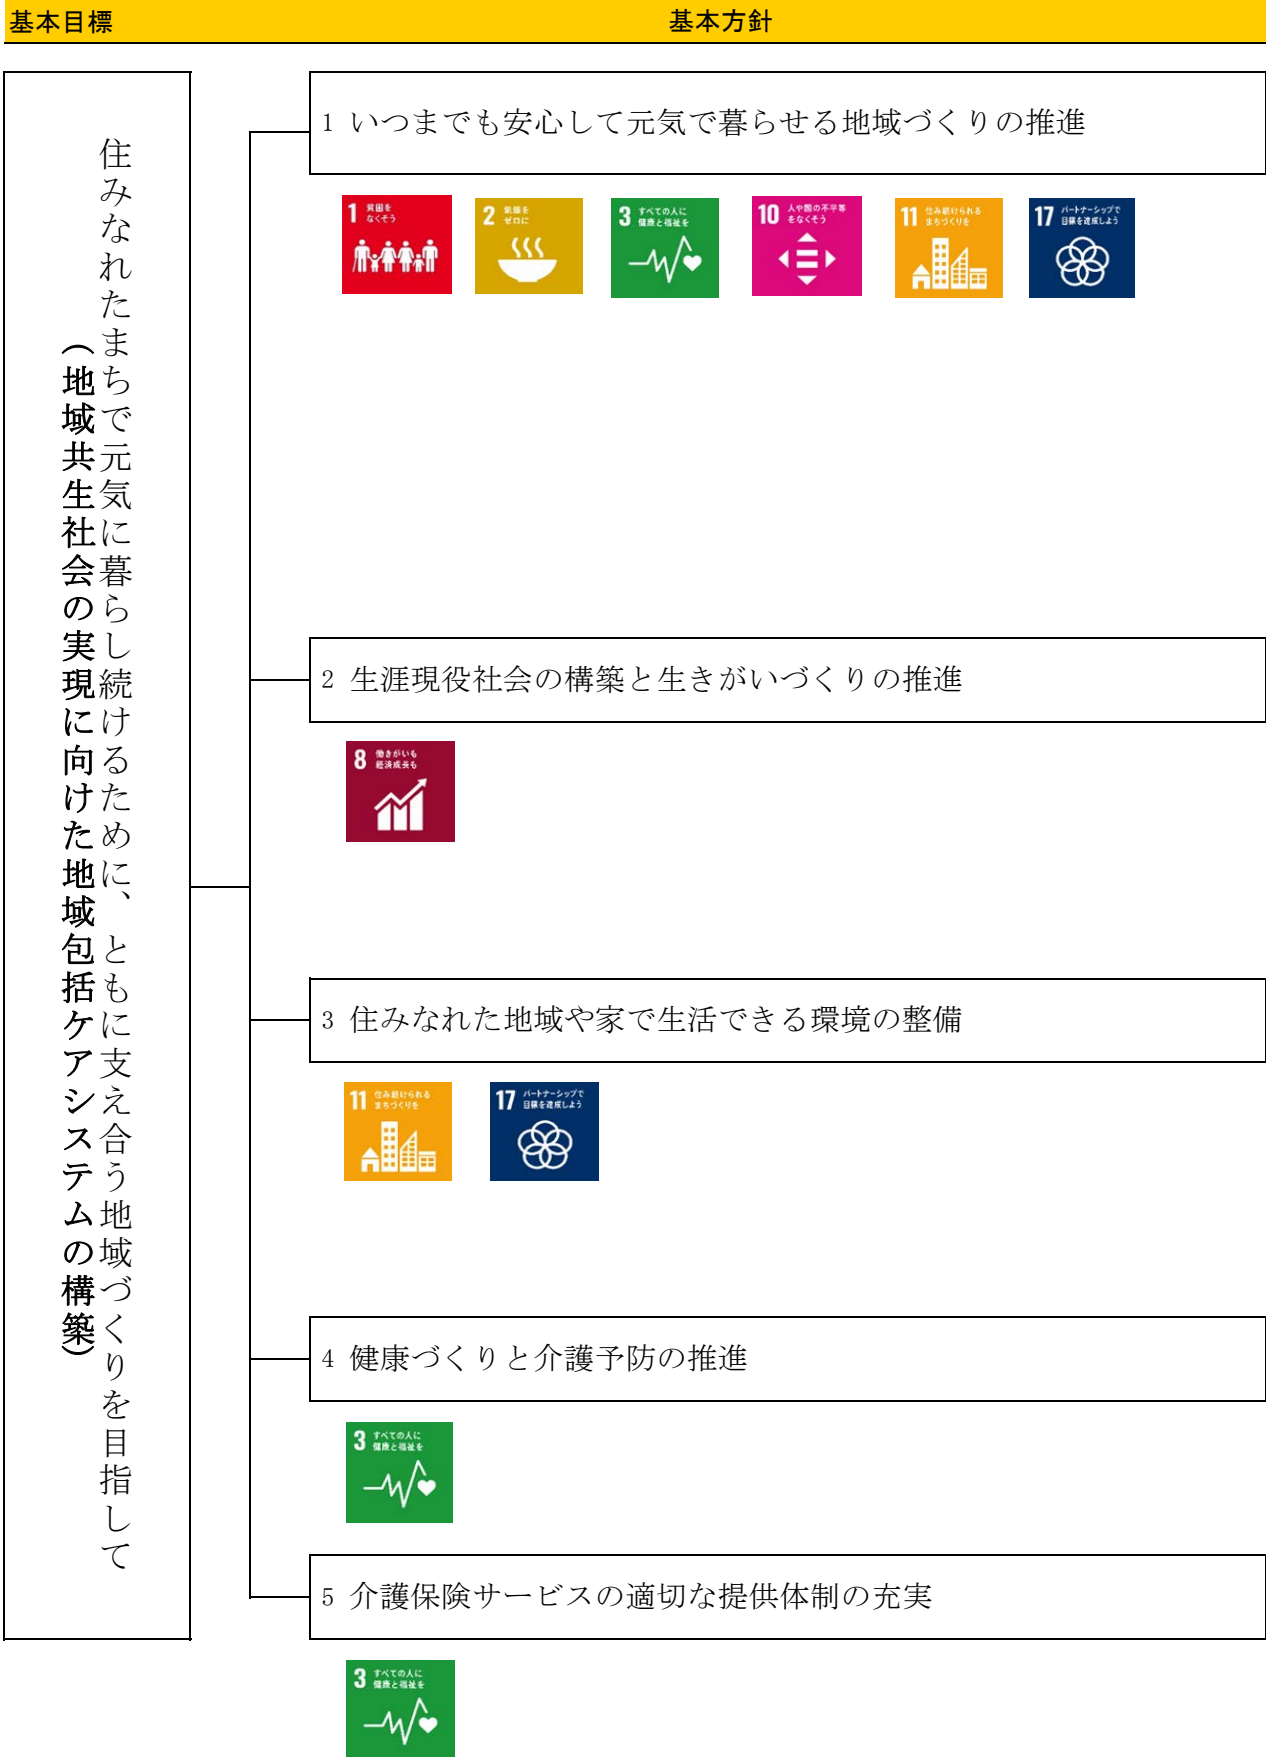 基本目標
基本方針
住みなれたまちで元気に暮らし続けるために、ともに支え合う地域づくりを目指して
(地域共生社会の実現に向けた地域包括ケアシステムの構築)
1 いつまでも安心して元気で暮らせる地域づくりの推進
1 貧困を
なくそう
2 飢餓を
ゼロに
3 すべての人に
健康と福祉を
10 人や国の不平等
をなくそう
11 住み続けられる
まちづくりを
17 パートナーシップで
目標を達成しよう
2 生涯現役社会の構築と生きがいづくりの推進
8 働きがいも
経済成長も
3 住みなれた地域や家で生活できる環境の整備
11 住み続けられる
まちづくりを
17 パートナーシップで
目標を達成しよう
4 健康づくりと介護予防の推進
3 すべての人に
健康と福祉を
5 介護保険サービスの適切な提供体制の充実
3 すべての人に
健康と福祉を